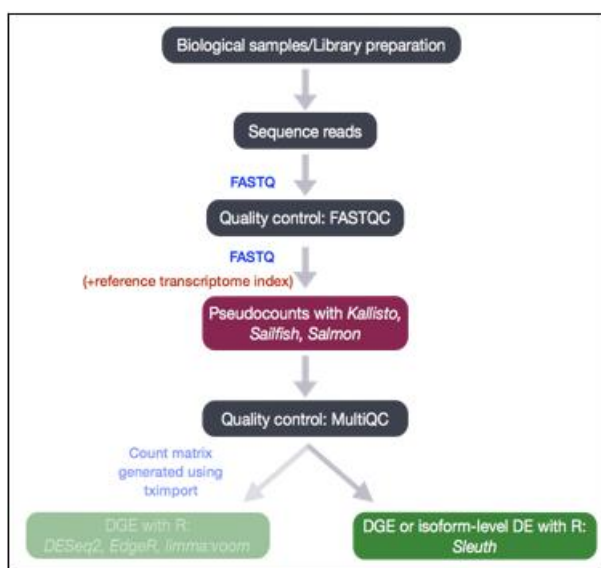 Biological samples/Library preparation
Sequence reads
FASTQ
Quality control: FASTQC
FASTQ
(+reference transcriptome index)
Pseudocounts with Kallisto,
Sailfish, Salmon
Quality control: MultiQC
Count matrix
generated using
tximport
DGE with R:
DESeq2, EdgeR, limma:voom
DGE or isoform-level DE with R:
Sleuth